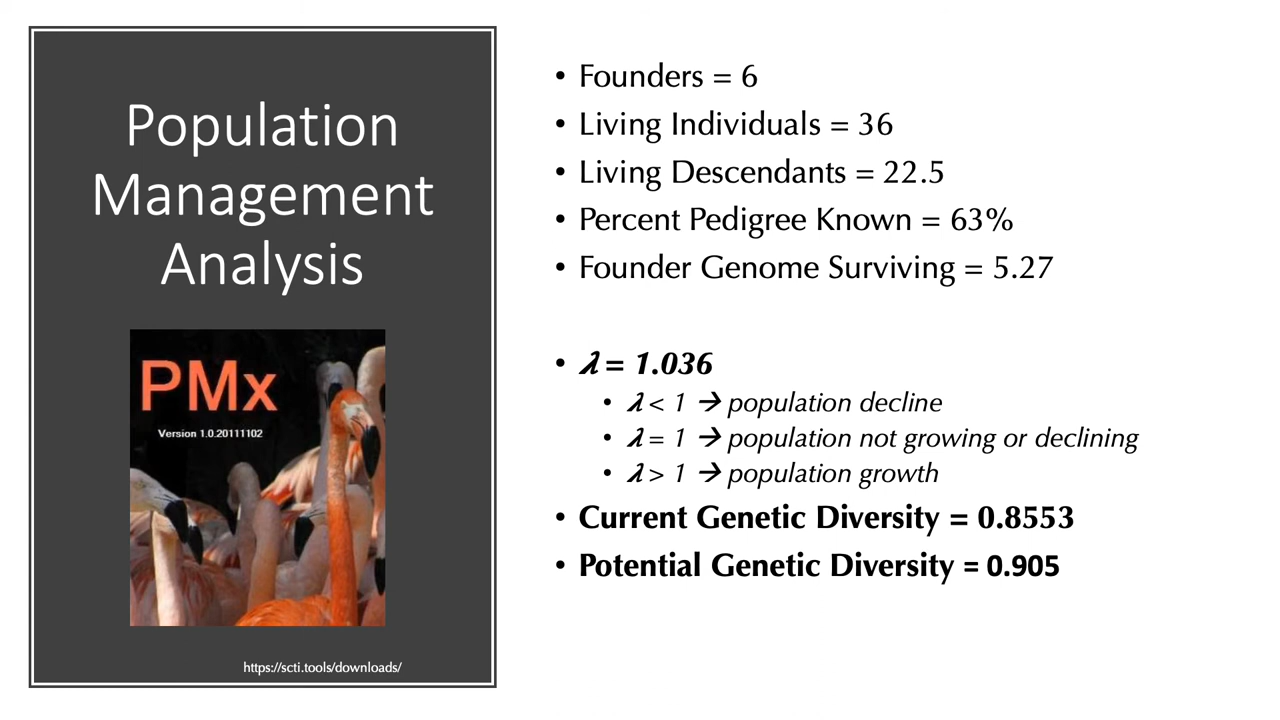 Population
Management
Analysis
PMx
Version 1.0.20111102
https://scti.tools/downloads/
• Founders = 6
• Living Individuals = 36
• Living Descendants = 22.5
• Percent Pedigree Known = 63%
• Founder Genome Surviving = 5.27
• λ = 1.036
• λ < 1 → population decline
• λ = 1 → population not growing or declining
• λ > 1 → population growth
• Current Genetic Diversity = 0.8553
• Potential Genetic Diversity = 0.905